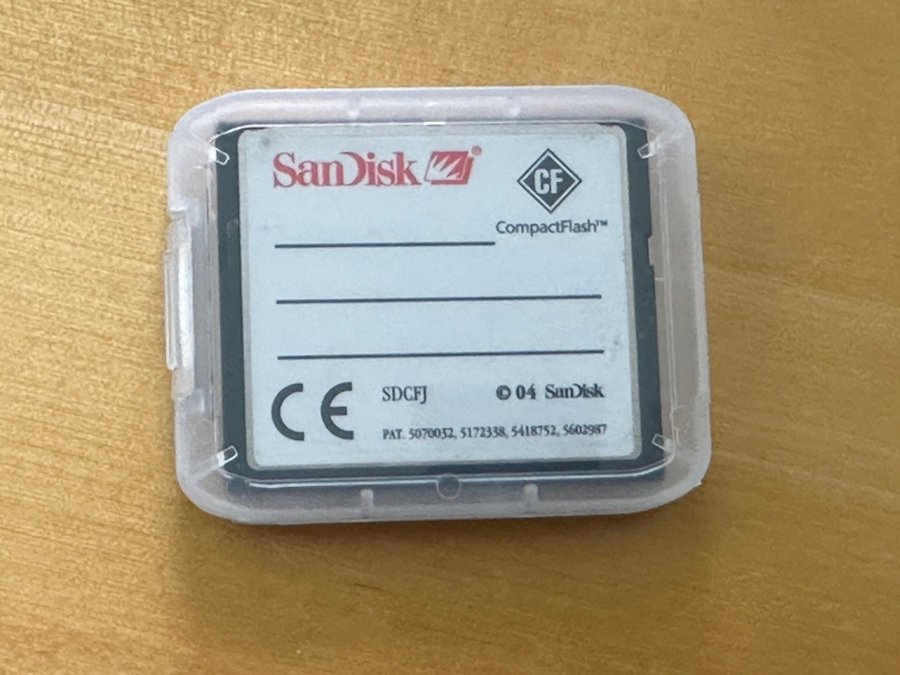 SanDisk®
CF
CompactFlash™
CE
SDCFJ © 04 SanDisk
PAT. 5070032, 5172338, 5418752, 5602987